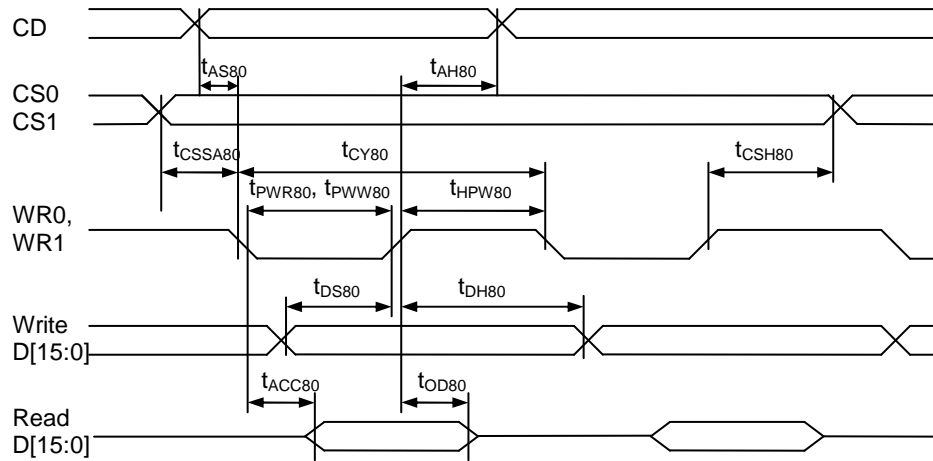 CD
tAS80
tAH80
CS0
CS1
tCSSA80
tCY80
tCSH80
tPWR80, tPWW80
tHPW80
WR0,
WR1
tDS80
tDH80
Write
D[15:0]
tACC80
tOD80
Read
D[15:0]